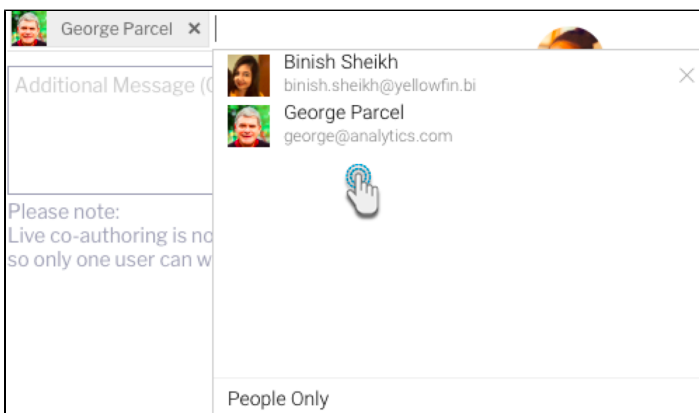 George Parcel ×
Binish Sheikh
binish.sheikh@yellowfin.bi
George Parcel
george@analytics.com
Additional Message (
Please note:
Live co-authoring is no
so only one user can w
People Only